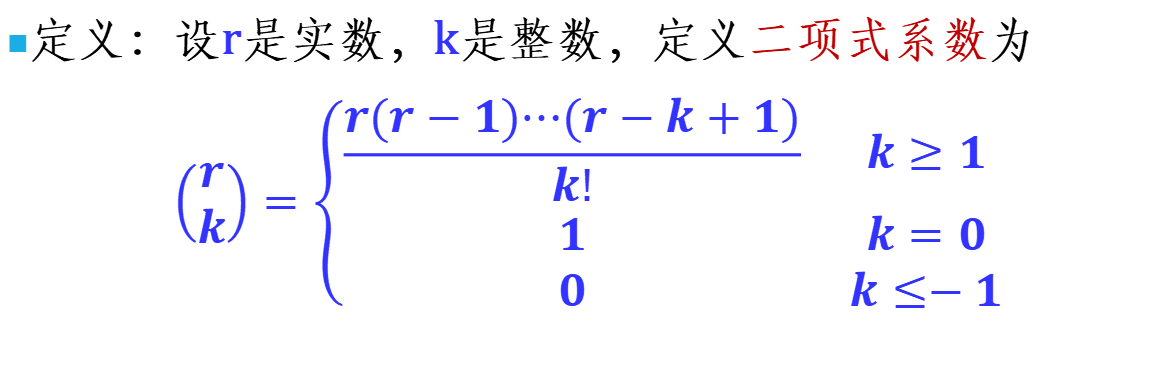 定义：设r是实数，k是整数，定义二项式系数为
r(r − 1)⋯(r − k + 1)
k! k ≥ 1
(r k) = { 1 k = 0
0 k ≤− 1